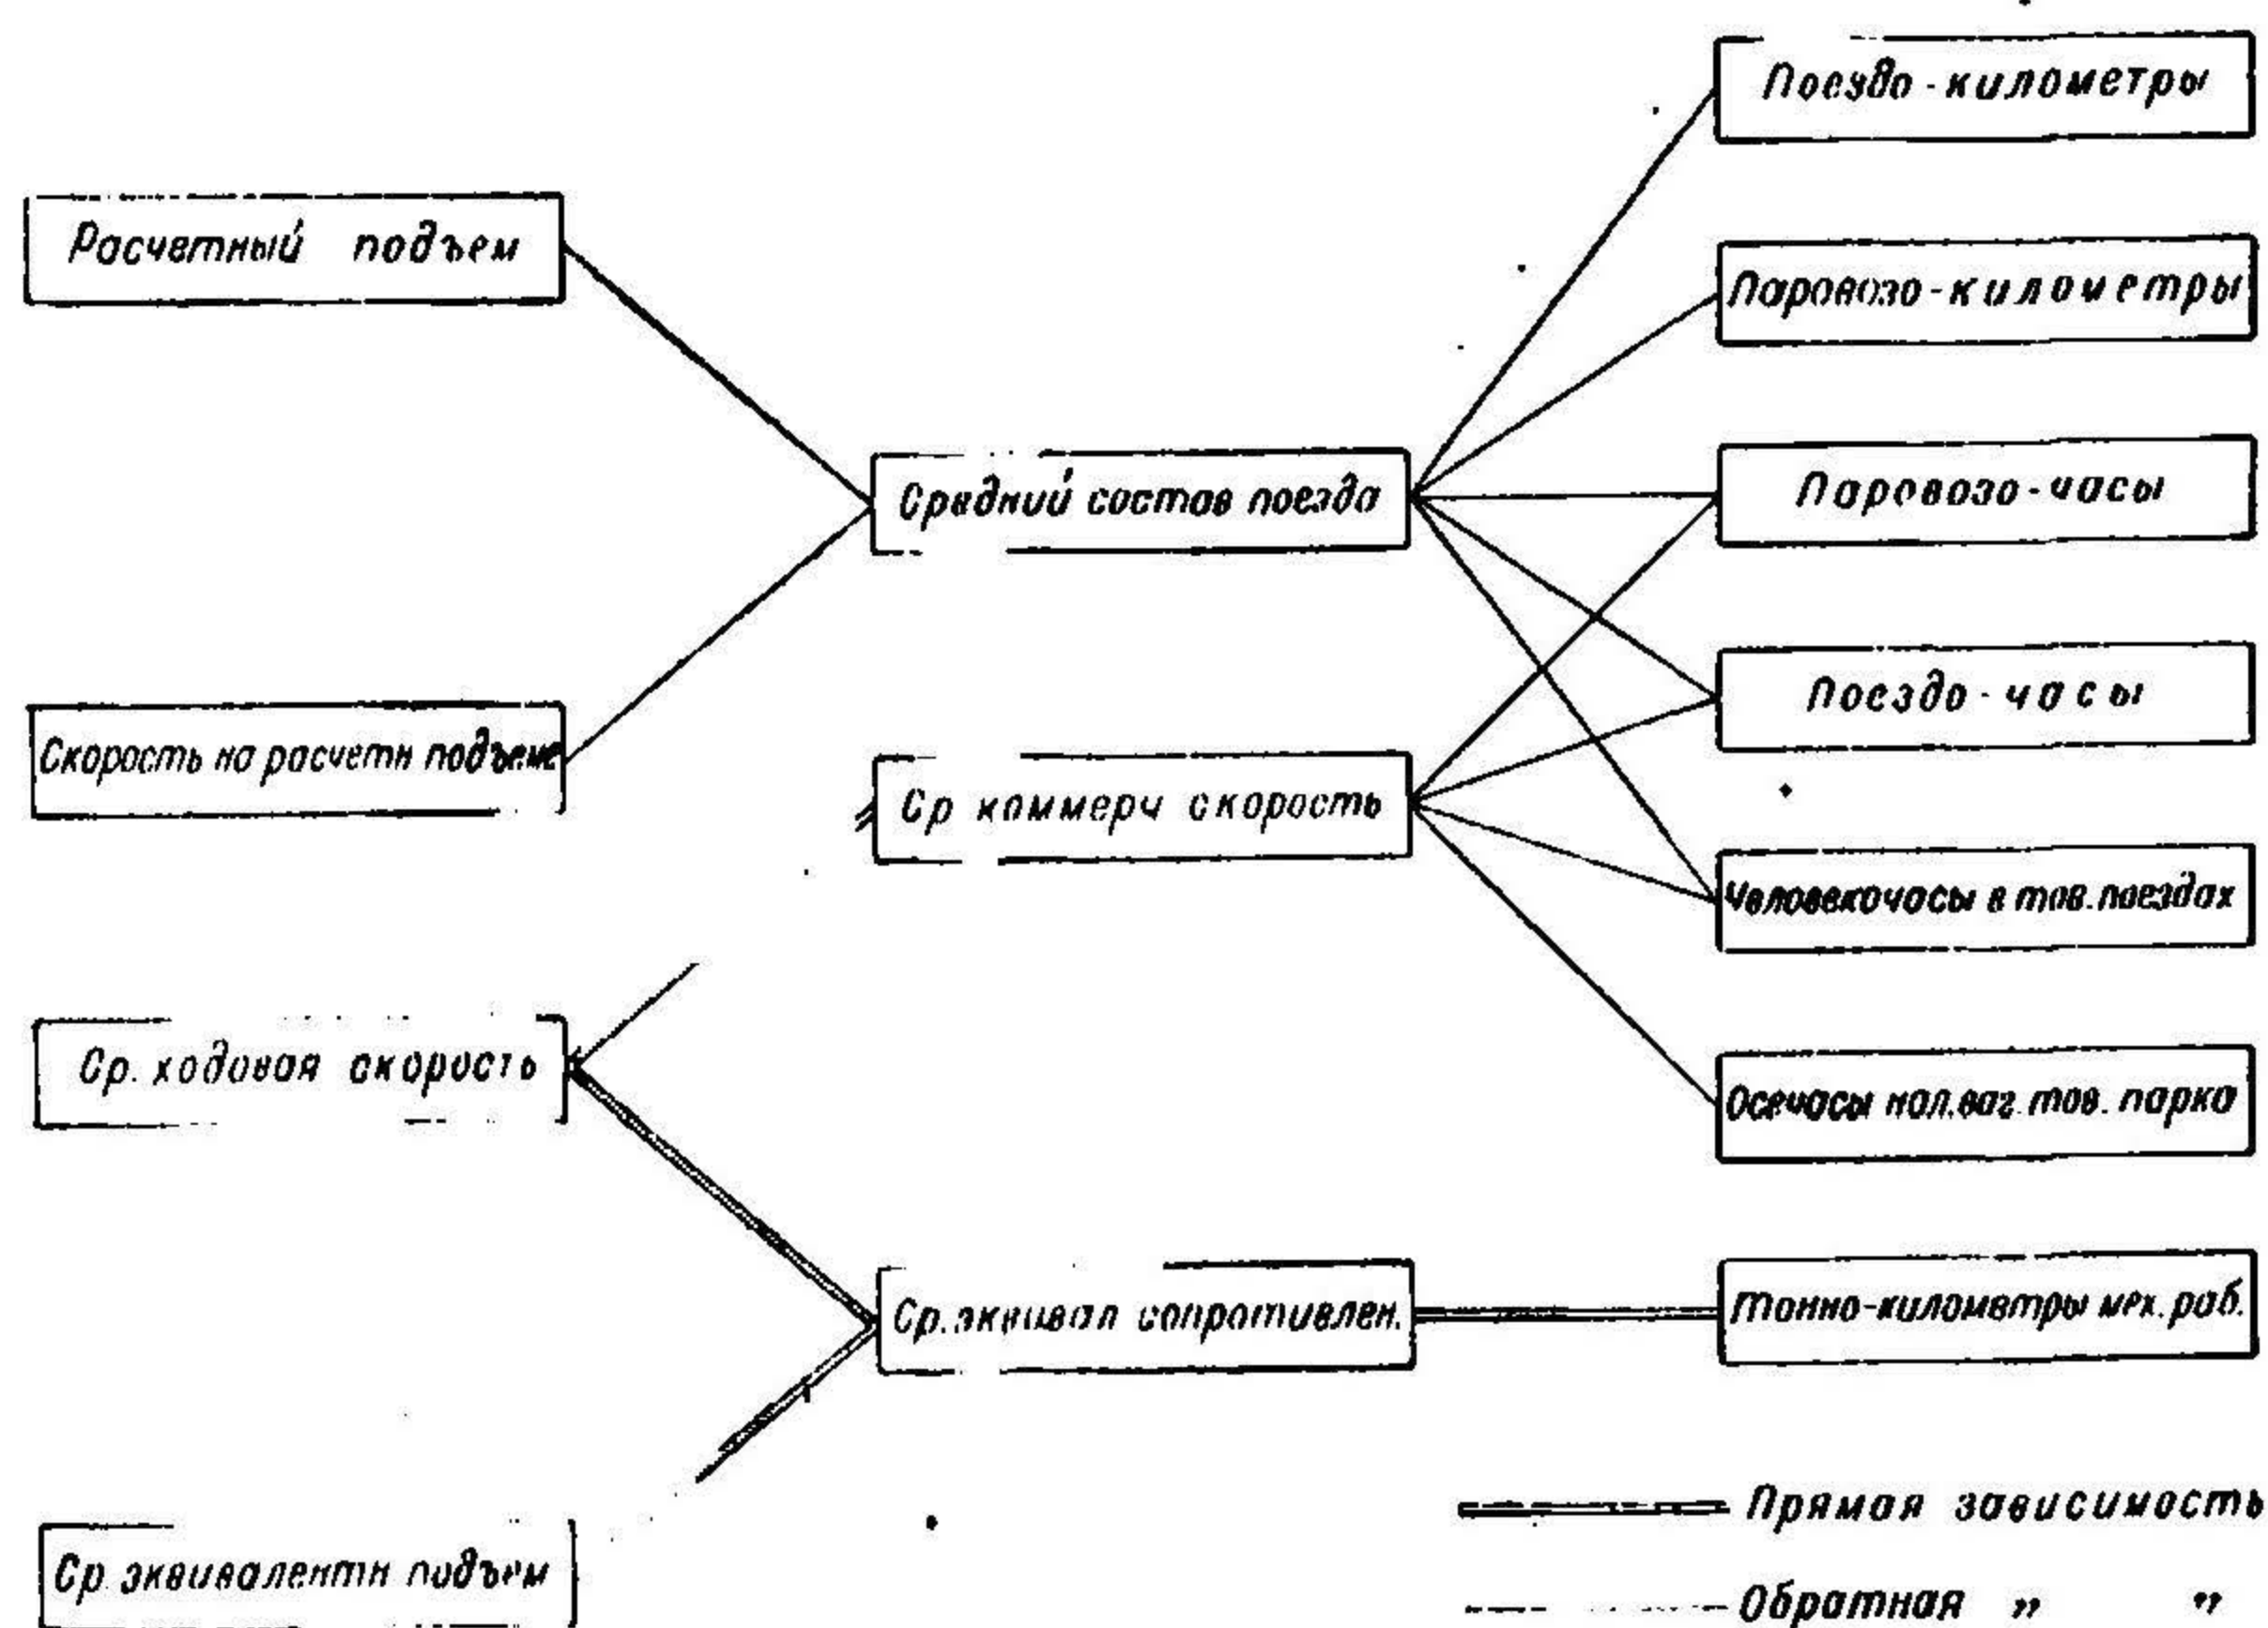 Поездо-километры
Расчетный подъем
Паровозо-километры
Средний состав поезда
Паровозо-часы
Поездо-часы
Скорость на расчетн подъеме
Ср коммерч скорость
Человекочасы в тов. поездах
Ср. ходовая скорость
Осечасы нал. ваг. тов. парка
Ср. эквивал сопротивлен.
Тонно-километры мех. раб.
Прямая зависимость
Ср эквивалентн подъем
Обратная „ „